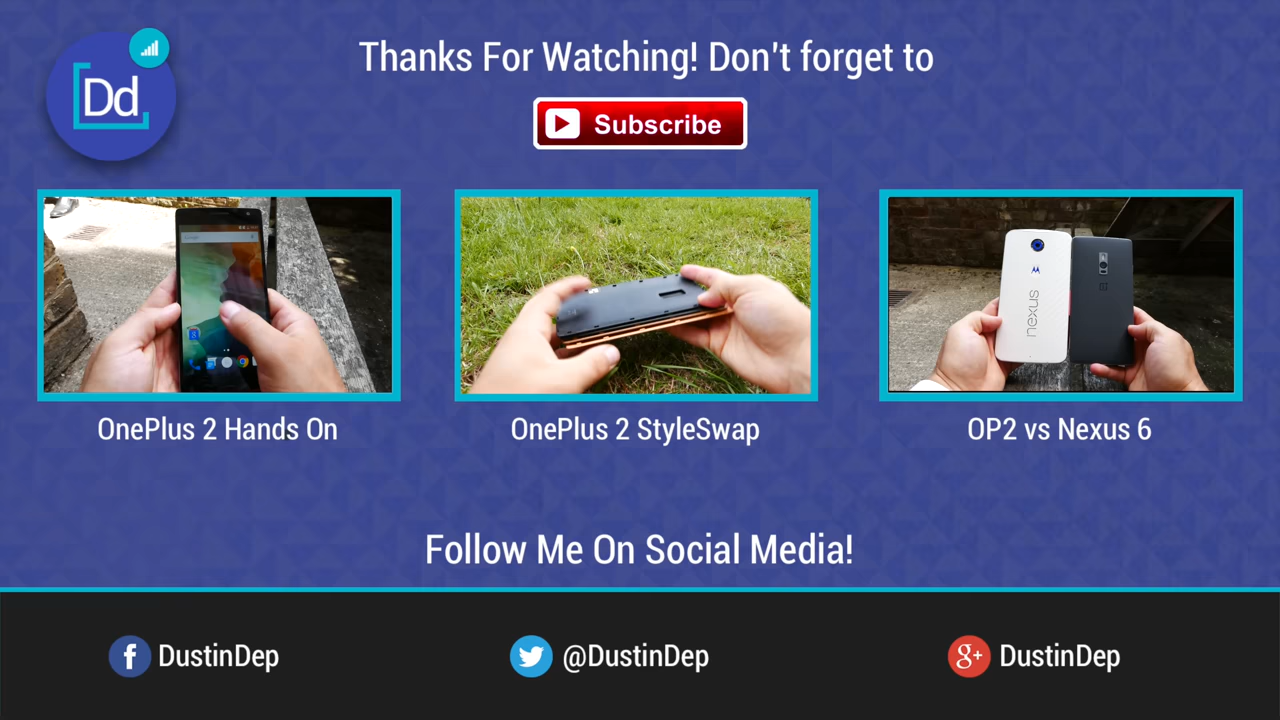 Dd
Thanks For Watching! Don't forget to
Subscribe
nexus
OnePlus 2 Hands On
OnePlus 2 StyleSwap
OP2 vs Nexus 6
Follow Me On Social Media!
f DustinDep
@DustinDep
g+ DustinDep